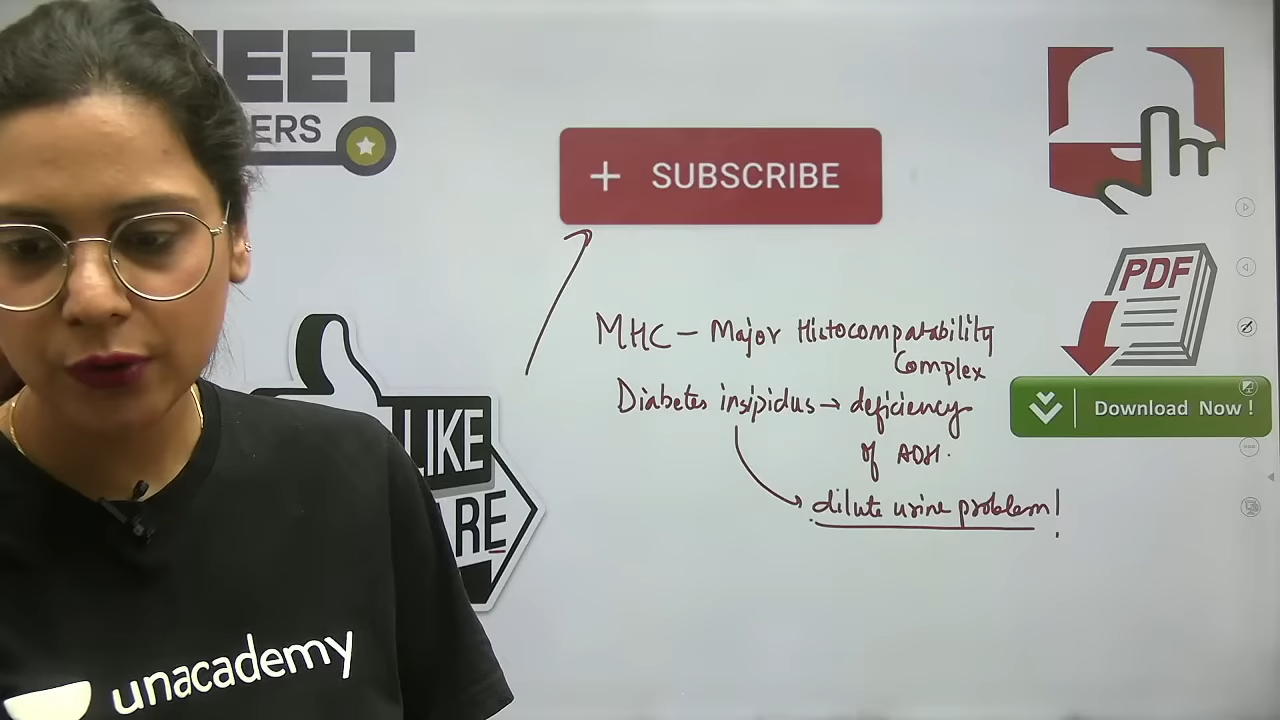 EET
ERS
+ SUBSCRIBE
PDF
MHC – Major Histocompatability
Complex
Download Now !
Diabetes insipidus → deficiency
of ADH.
LIKE
ARE
dilute urine problem!
unacademy